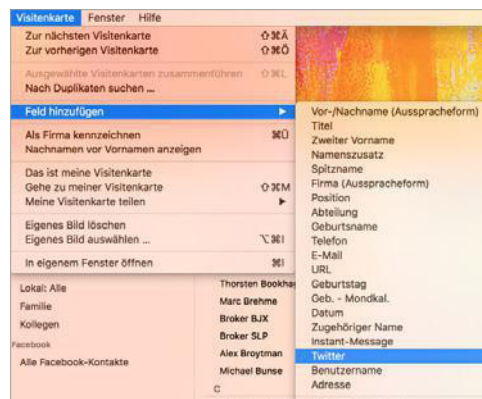 Visitenkarte Fenster Hilfe
Zur nächsten Visitenkarte ⇧⌘Ä
Zur vorherigen Visitenkarte ⇧⌘Ö
Ausgewählte Visitenkarten zusammenführen ⇧⌘L
Nach Duplikaten suchen ...
Feld hinzufügen ▶
Als Firma kennzeichnen ⌘Ü
Nachnamen vor Vornamen anzeigen
Das ist meine Visitenkarte
Gehe zu meiner Visitenkarte ⇧⌘M
Meine Visitenkarte teilen ▶
Eigenes Bild löschen
Eigenes Bild auswählen ... ⌥⌘I
In eigenem Fenster öffnen ⌘I
Vor-/Nachname (Ausspracheform)
Titel
Zweiter Vorname
Namenszusatz
Spitzname
Firma (Ausspracheform)
Position
Abteilung
Geburtsname
Telefon
E-Mail
URL
Geburtstag
Geb. - Mondkal.
Datum
Zugehöriger Name
Instant-Message
Twitter
Benutzername
Adresse
Lokal: Alle
Familie
Kollegen
Facebook
Alle Facebook-Kontakte
Thorsten Bookha
Marc Brehme
Broker BJX
Broker SLP
Alex Broytman
Michael Bunse
C